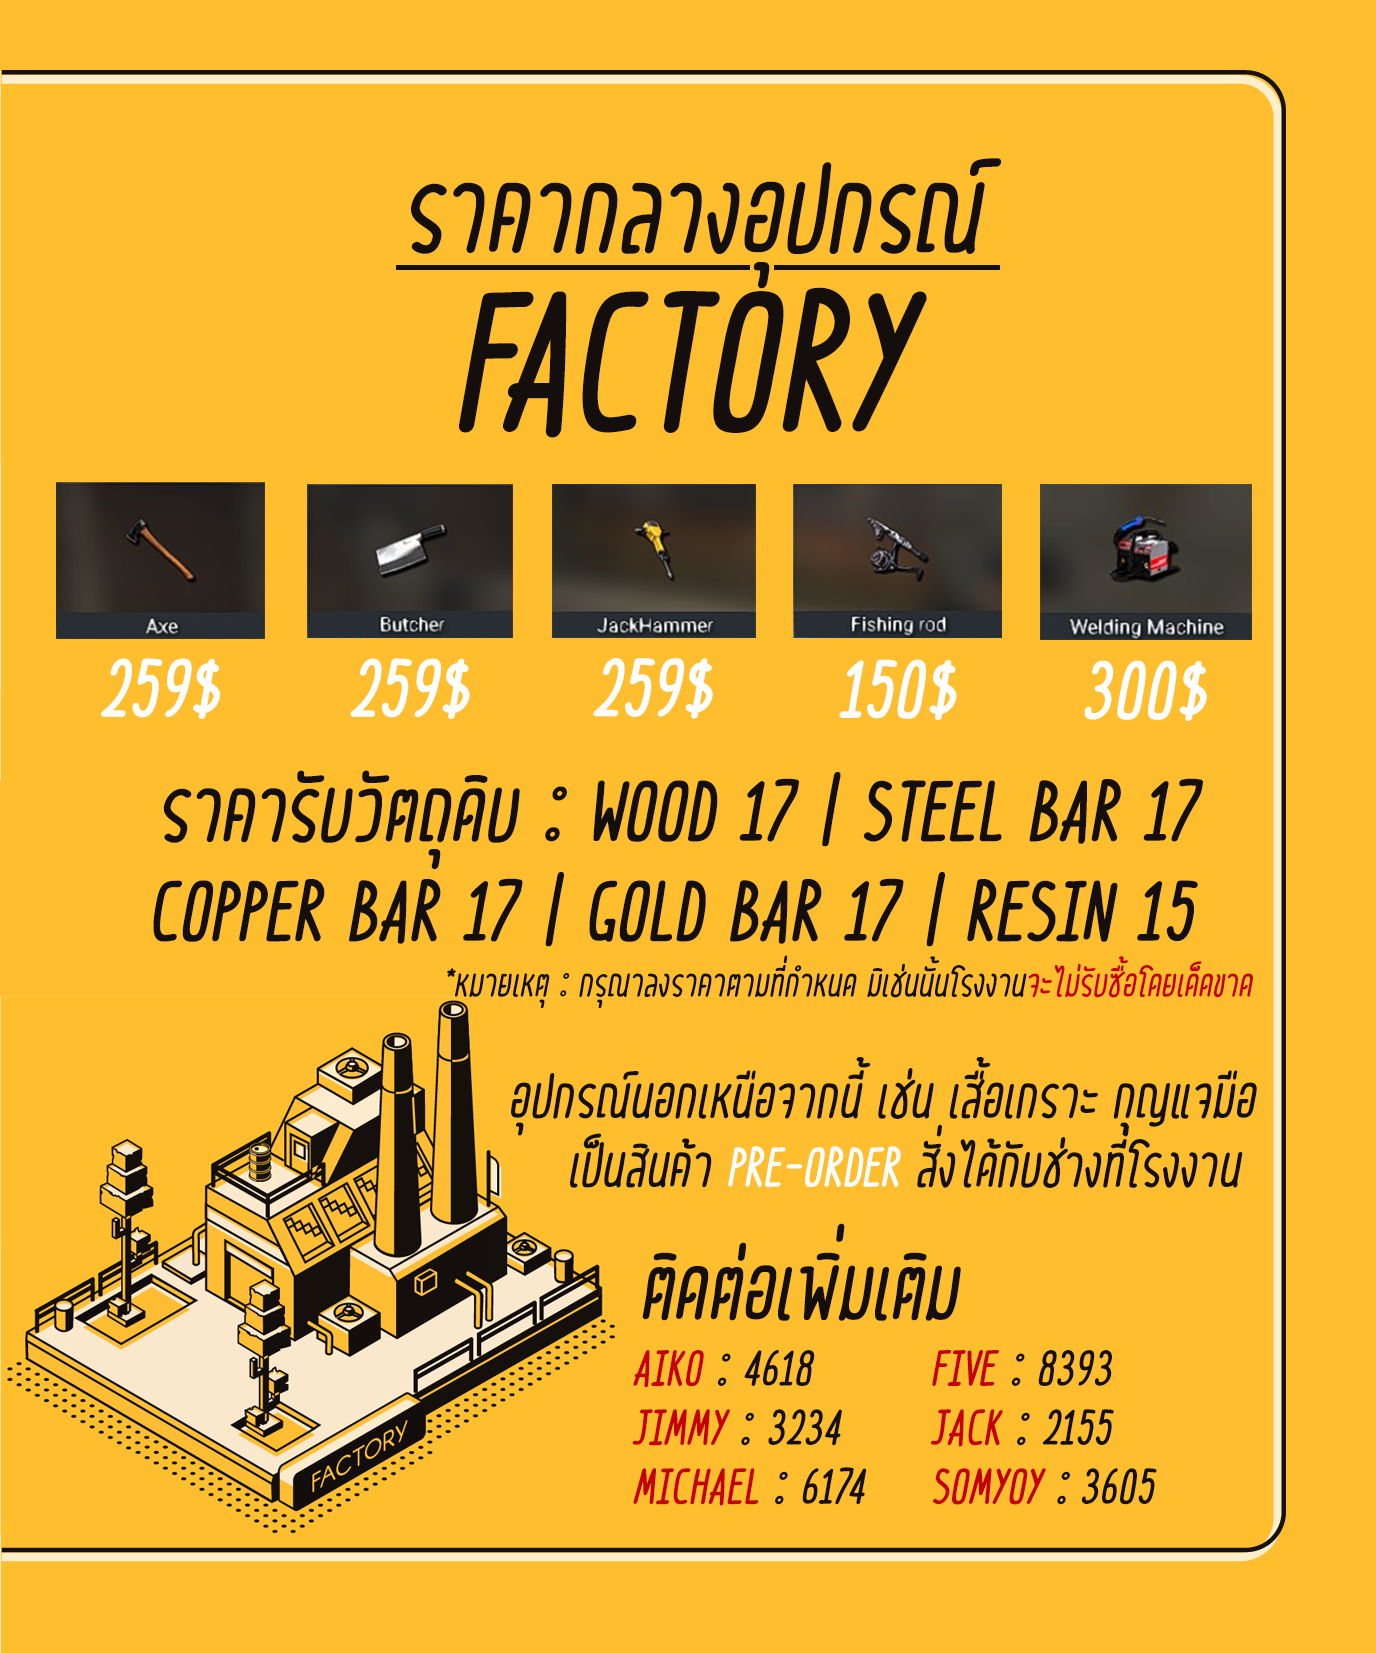 ราคากลางอุปกรณ์
FACTORY
Axe
Butcher
JackHammer
Fishing rod
Welding Machine
259$
259$
259$
150$
300$
ราคารับวัตถุดิบ : WOOD 17 | STEEL BAR 17
COPPER BAR 17 | GOLD BAR 17 | RESIN 15
*หมายเหตุ : กรุณาลงราคาตามที่กำหนด มิเช่นนั้นโรงงานจะไม่รับซื้อโดยเด็ดขาด
อุปกรณ์นอกเหนือจากนี้ เช่น เสื้อเกราะ กุญแจมือ
เป็นสินค้า PRE-ORDER สั่งได้กับช่างที่โรงงาน
ติดต่อเพิ่มเติม
AIKO : 4618
FIVE : 8393
JIMMY : 3234
JACK : 2155
MICHAEL : 6174
SOMYOY : 3605
FACTORY